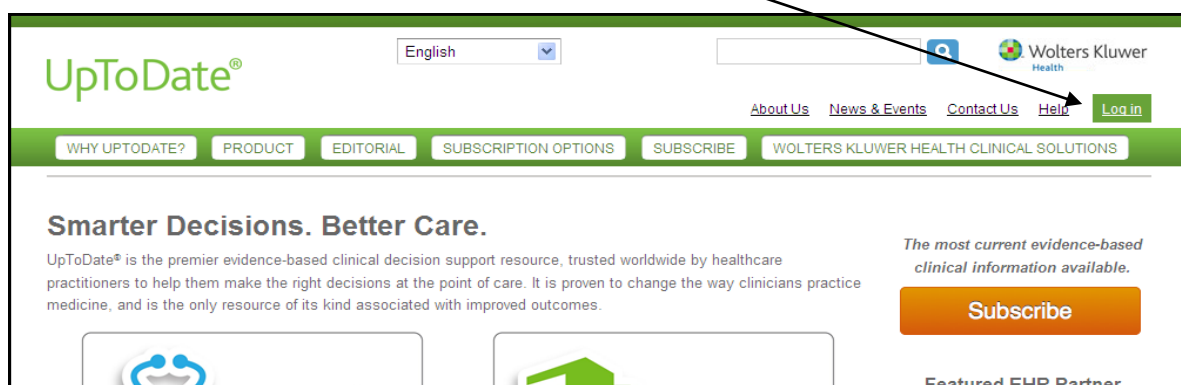 English
UpToDate®
Wolters Kluwer
Health
About Us News & Events Contact Us Help Log in
WHY UPTODATE? PRODUCT EDITORIAL SUBSCRIPTION OPTIONS SUBSCRIBE WOLTERS KLUWER HEALTH CLINICAL SOLUTIONS
Smarter Decisions. Better Care.
UpToDate® is the premier evidence-based clinical decision support resource, trusted worldwide by healthcare
practitioners to help them make the right decisions at the point of care. It is proven to change the way clinicians practice
medicine, and is the only resource of its kind associated with improved outcomes.
The most current evidence-based
clinical information available.
Subscribe
Featured EHR Partner